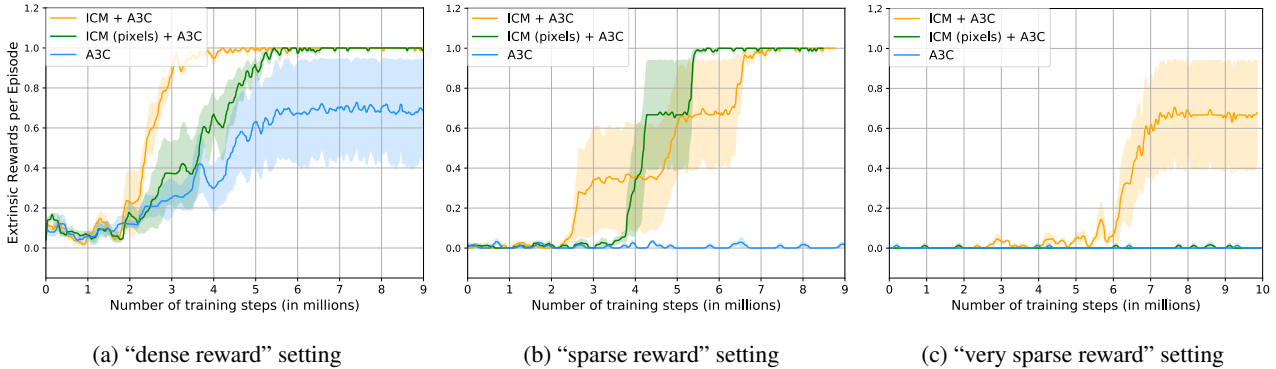 ICM + A3C
ICM (pixels) + A3C
A3C
Extrinsic Rewards per Episode
1.2
1.0
0.8
0.6
0.4
0.2
0.0
0 1 2 3 4 5 6 7 8 9
Number of training steps (in millions)
(a) “dense reward” setting
ICM + A3C
ICM (pixels) + A3C
A3C
1.2
1.0
0.8
0.6
0.4
0.2
0.0
0 1 2 3 4 5 6 7 8 9
Number of training steps (in millions)
(b) “sparse reward” setting
ICM + A3C
ICM (pixels) + A3C
A3C
1.2
1.0
0.8
0.6
0.4
0.2
0.0
0 1 2 3 4 5 6 7 8 9 10
Number of training steps (in millions)
(c) “very sparse reward” setting